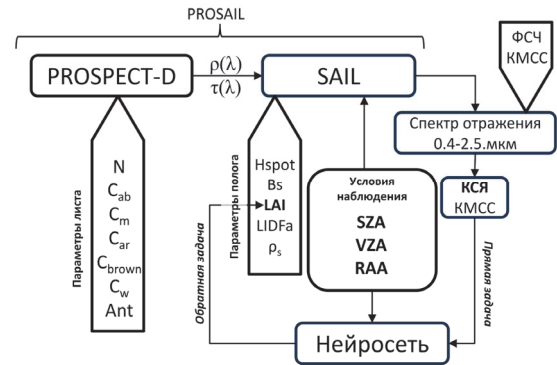 PROSAIL
ФСЧ
КМСС
PROSPECT-D
ρ(λ)
τ(λ)
SAIL
Спектр отражения
0.4-2.5.мкм
Параметры листа
N
Cab
Cm
Car
Cbrown
Cw
Ant
Параметры полога
Hspot
Bs
LAI
LIDFa
ρs
Условия
наблюдения
SZA
VZA
RAA
КСЯ
КМСС
Обратная задача
Прямая задача
Нейросеть